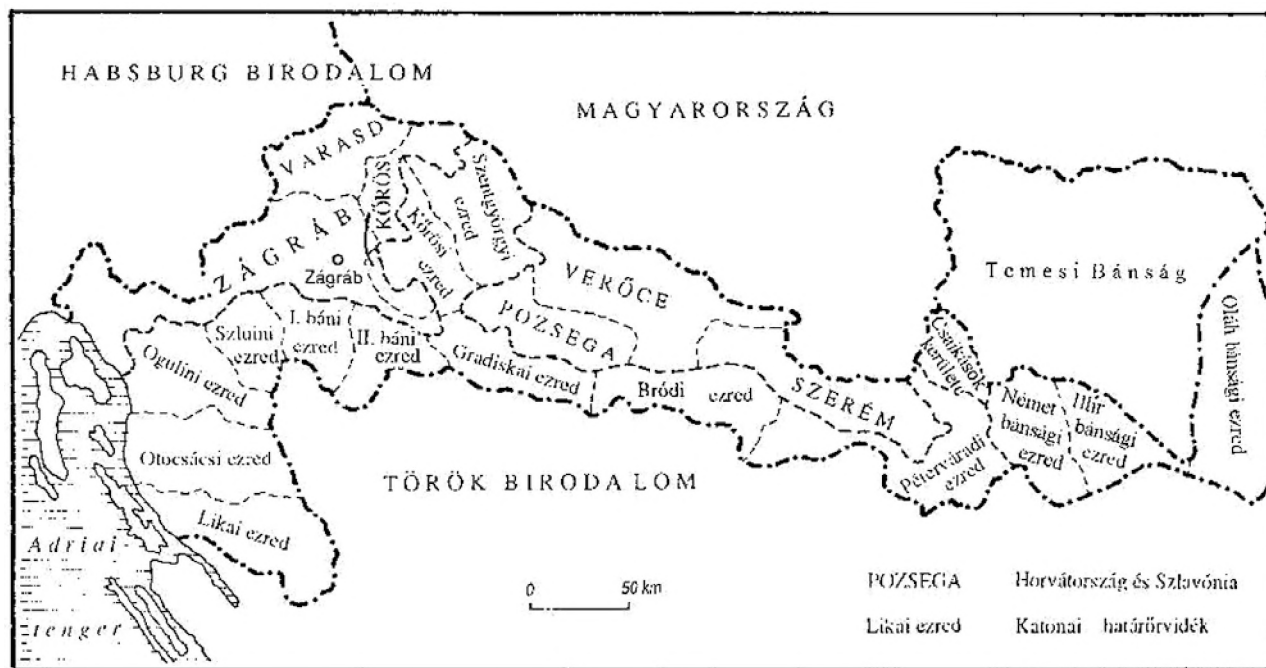 HABSBURG BIRODALOM
MAGYARORSZÁG
VARASD
KŐRÖS
Szentgyörgyi
ezred
Kőrösi
ezred
ZÁGRÁB
Zágráb
VERŐCE
POZSEGA
Temesi Bánság
Oláh bánsági ezred
Szluini
ezred
I. báni
ezred
II. báni
ezred
Ogulini ezred
Gradiskai ezred
Bródi ezred
SZERÉM
Csajkások
kerülete
Német
bánsági
ezred
Illir
bánsági
ezred
Péterváradi
ezred
Otocsácsi ezred
TÖRÖK BIRODALOM
Likai ezred
Adriai
tenger
0 50 km
POZSEGA Horvátország és Szlavónia
Likai ezred Katonai határőrvidék